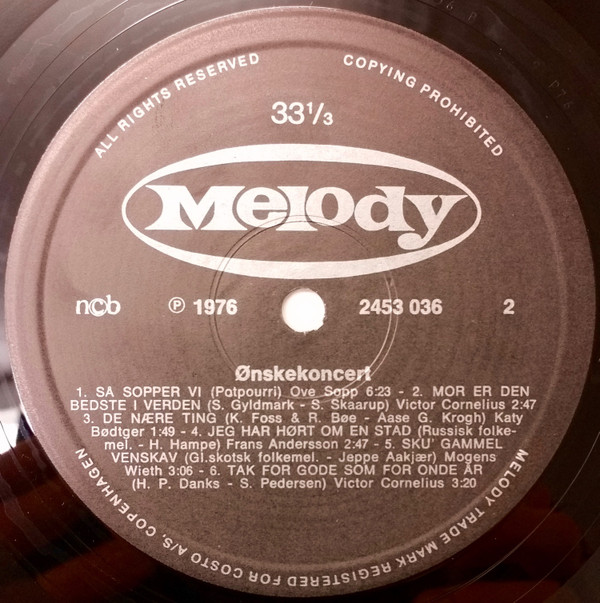 ALL RIGHTS RESERVED
COPYING PROHIBITED
33⅓
Melody
ncb
℗ 1976
2453 036
2
Ønskekoncert
1. SA SOPPER VI (Potpourri) Ove Sopp 6:23 - 2. MOR ER DEN
BEDSTE I VERDEN (S. Gyldmark - S. Skaarup) Victor Cornelius 2:47
3. DE NÆRE TING (K. Foss & R. Bøe - Aase G. Krogh) Katy
Bødtger 1:49 - 4. JEG HAR HØRT OM EN STAD (Russisk folke-
mel. - H. Hampe) Frans Andersson 2:47 - 5. SKU' GAMMEL
VENSKAV (Gl.skotsk folkemel. - Jeppe Aakjær) Mogens
Wieth 3:06 - 6. TAK FOR GODE SOM FOR ONDE ÅR
(H. P. Danks - S. Pedersen) Victor Cornelius 3:20
MELODY TRADE MARK REGISTERED FOR COSTO A/S, COPENHAGEN